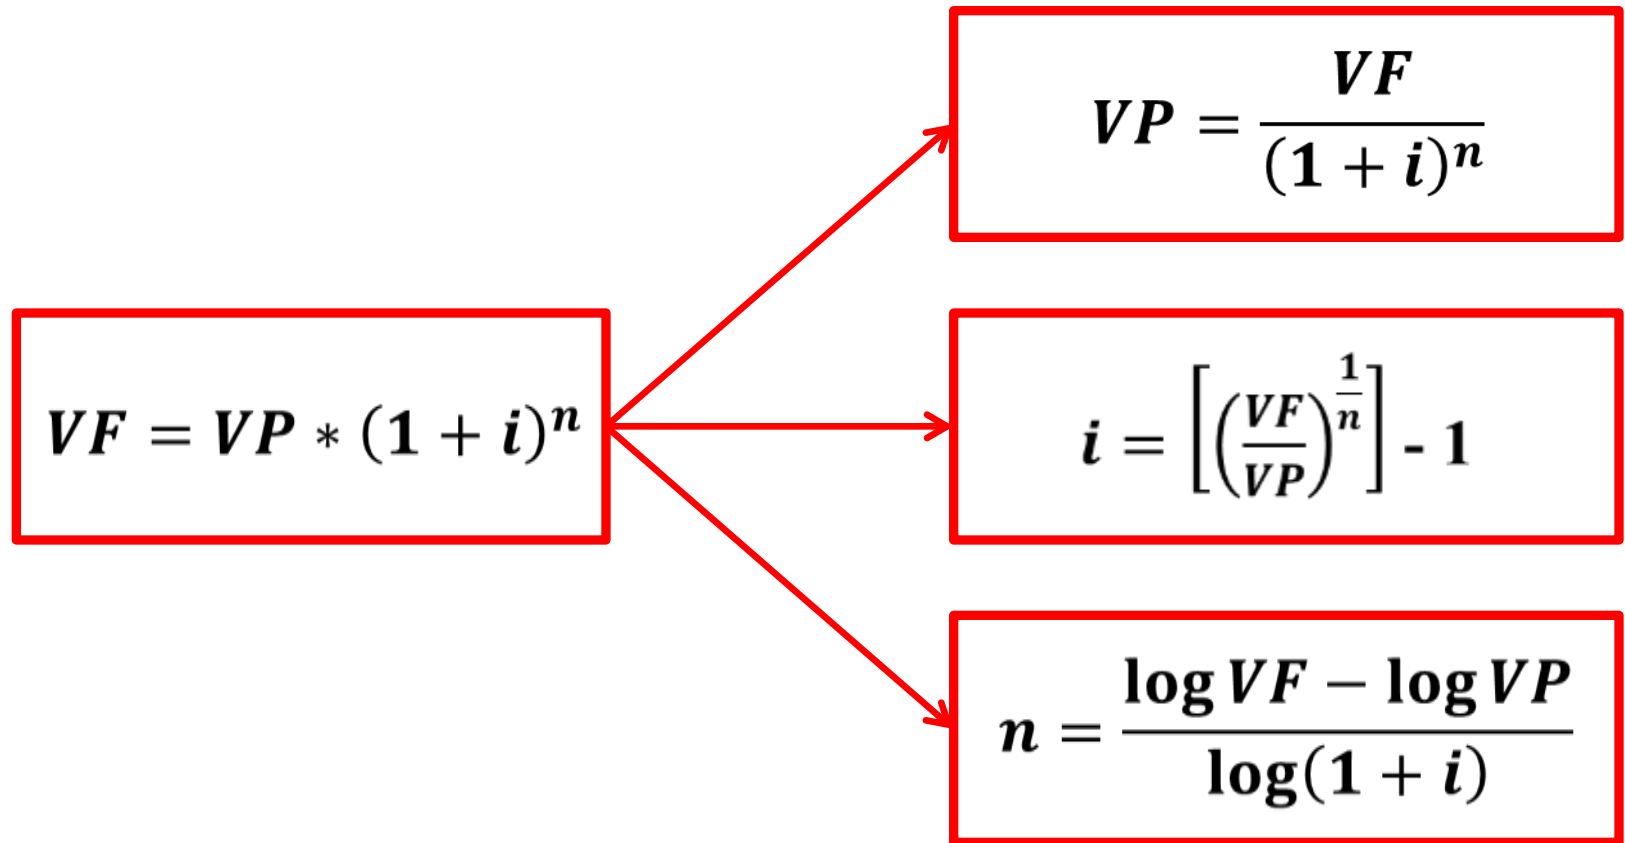 VF = VP * (1 + i)^n
VP = VF / (1 + i)^n
i = [(VF / VP)^(1/n)] - 1
n = (log VF − log VP) / log(1 + i)